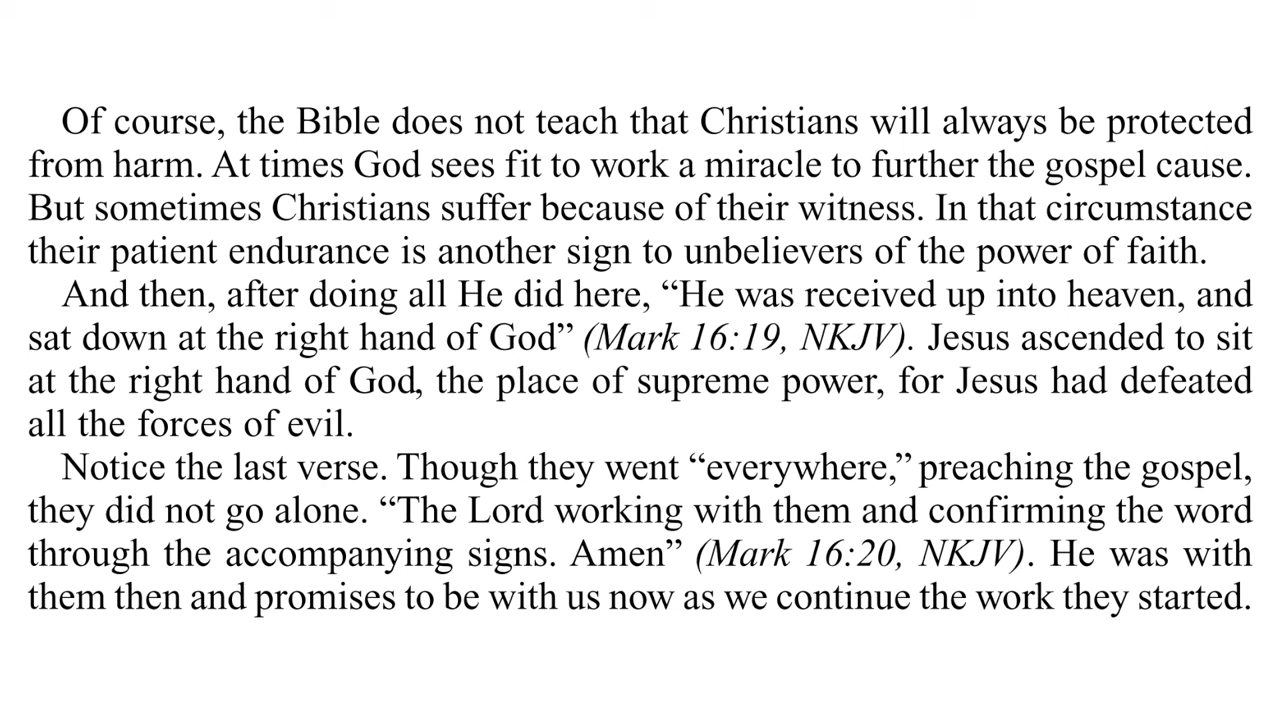 Of course, the Bible does not teach that Christians will always be protected
from harm. At times God sees fit to work a miracle to further the gospel cause.
But sometimes Christians suffer because of their witness. In that circumstance
their patient endurance is another sign to unbelievers of the power of faith.
And then, after doing all He did here, “He was received up into heaven, and
sat down at the right hand of God” (Mark 16:19, NKJV). Jesus ascended to sit
at the right hand of God, the place of supreme power, for Jesus had defeated
all the forces of evil.
Notice the last verse. Though they went “everywhere,” preaching the gospel,
they did not go alone. “The Lord working with them and confirming the word
through the accompanying signs. Amen” (Mark 16:20, NKJV). He was with
them then and promises to be with us now as we continue the work they started.